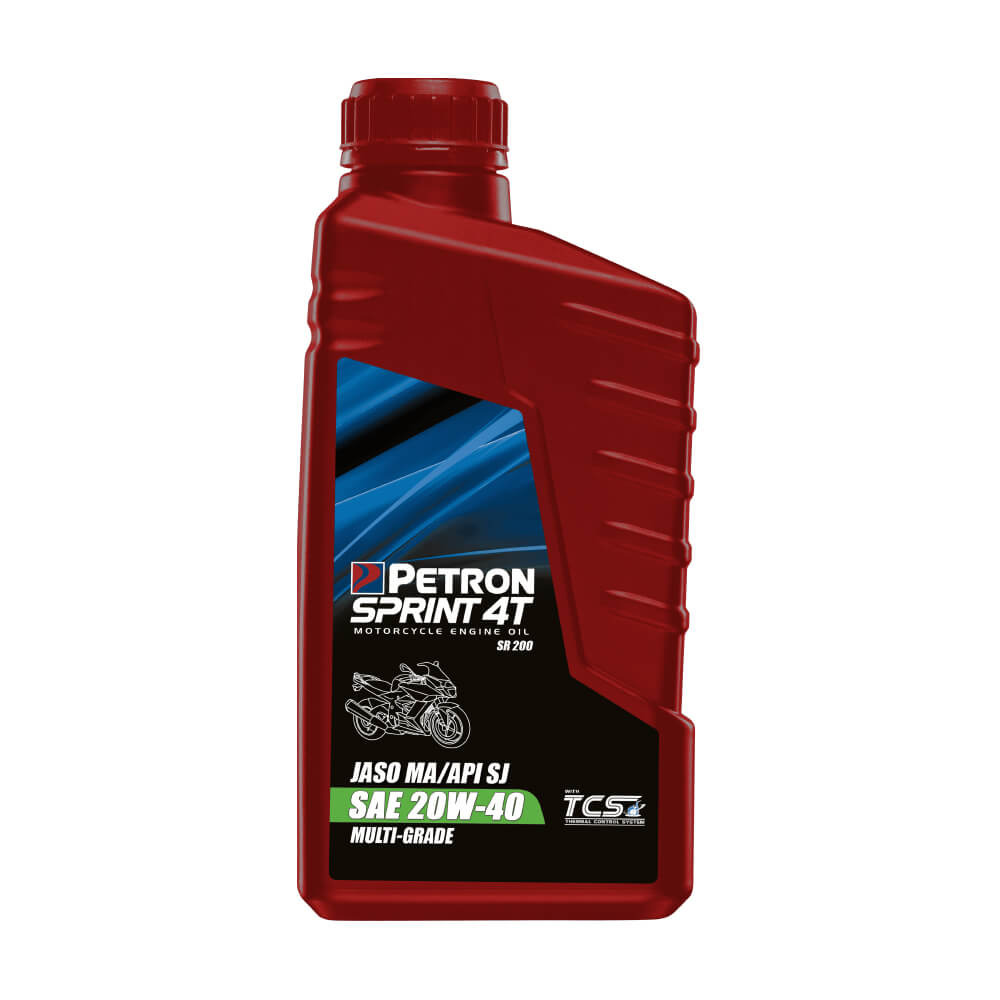 PETRON
SPRINT 4T
MOTORCYCLE ENGINE OIL
SR 200
JASO MA/API SJ
SAE 20W-40
MULTI-GRADE
WITH
TCS
THERMAL CONTROL SYSTEM